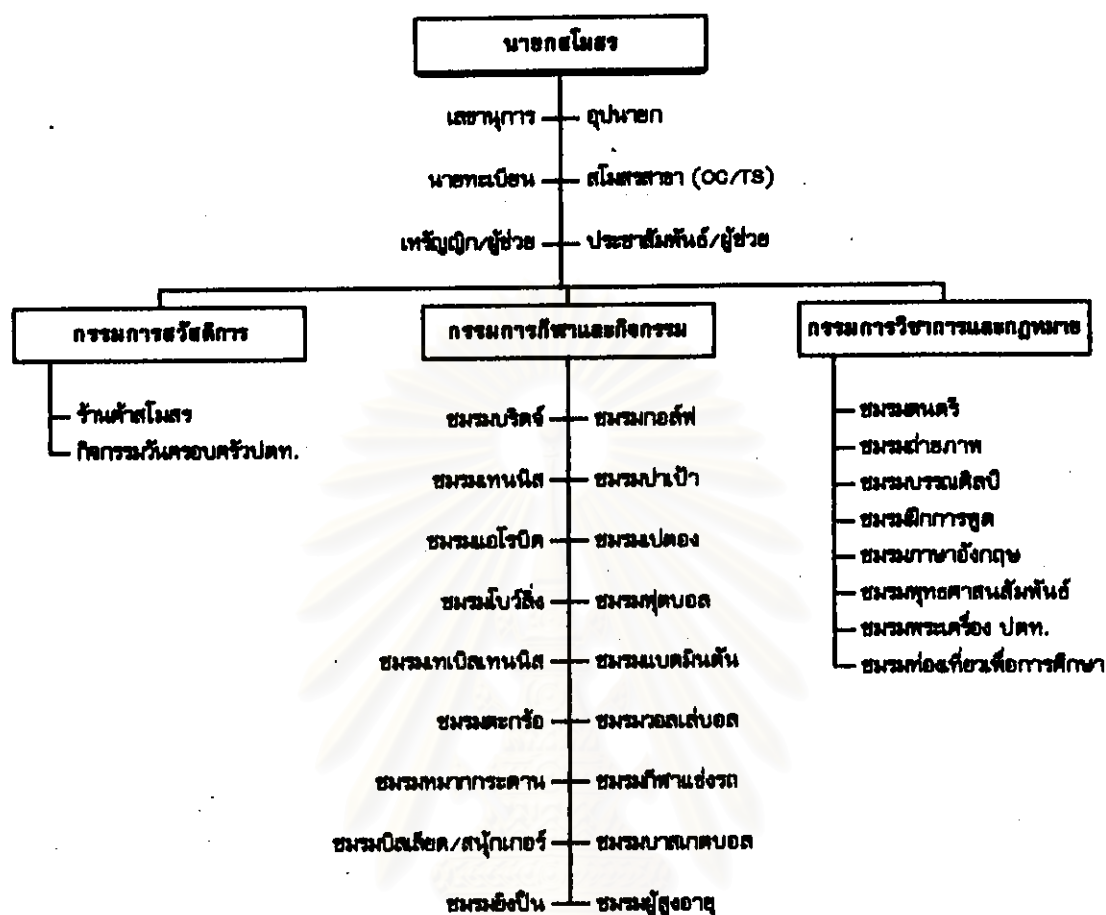 นายกสโมสร
เลขานุการ อุปนายก
นายทะเบียน สโมสรสาขา (OC/TS)
เหรัญญิก/ผู้ช่วย ประชาสัมพันธ์/ผู้ช่วย
กรรมการสวัสดิการ กรรมการกีฬาและกิจกรรม กรรมการวิชาการและกฎหมาย
ร้านค้าสโมสร
กิจกรรมวันครอบครัวปตท.
ชมรมบริดจ์ ชมรมกอล์ฟ
ชมรมเทนนิส ชมรมปาเป้า
ชมรมแอโรบิค ชมรมเปตอง
ชมรมโบว์ลิ่ง ชมรมฟุตบอล
ชมรมเทเบิลเทนนิส ชมรมแบดมินตัน
ชมรมตะกร้อ ชมรมวอลเล่บอล
ชมรมหมากกระดาน ชมรมกีฬาแข่งรถ
ชมรมบิลเลียด/สนุ้กเกอร์ ชมรมบาสเกตบอล
ชมรมยิงปืน ชมรมผู้สูงอายุ
ชมรมดนตรี
ชมรมถ่ายภาพ
ชมรมบรรณศิลป์
ชมรมฝึกการพูด
ชมรมภาษาอังกฤษ
ชมรมพุทธศาสนสัมพันธ์
ชมรมพระเครื่อง ปตท.
ชมรมท่องเที่ยวเพื่อการศึกษา